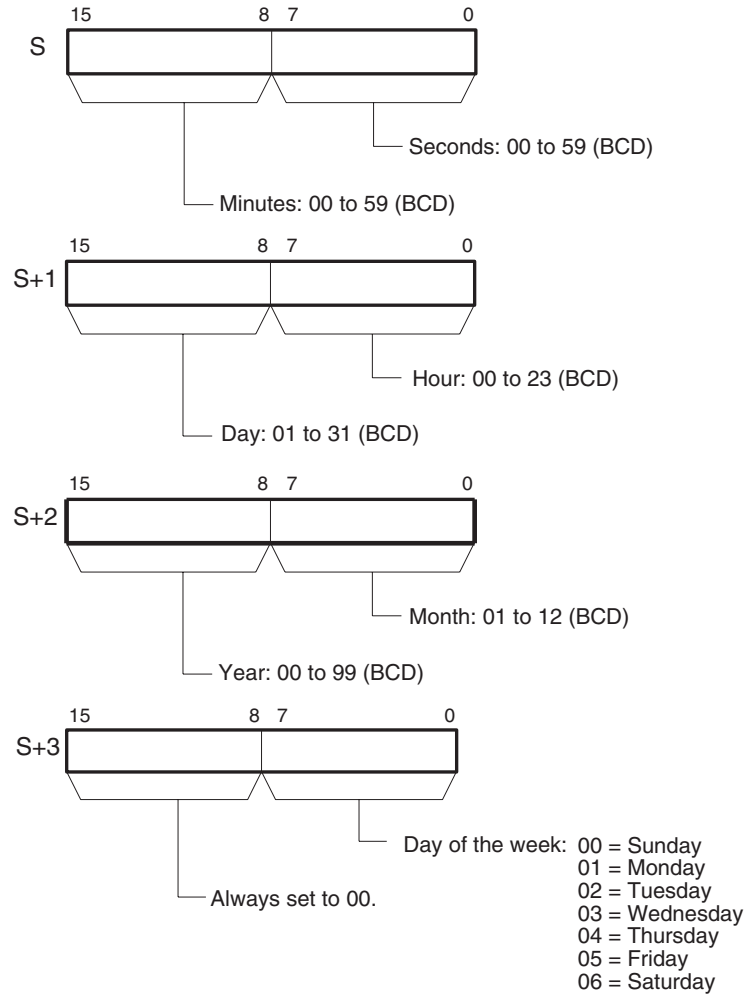 15 8 7 0
S
Seconds: 00 to 59 (BCD)
Minutes: 00 to 59 (BCD)
15 8 7 0
S+1
Hour: 00 to 23 (BCD)
Day: 01 to 31 (BCD)
15 8 7 0
S+2
Month: 01 to 12 (BCD)
Year: 00 to 99 (BCD)
15 8 7 0
S+3
Day of the week: 00 = Sunday
01 = Monday
02 = Tuesday
03 = Wednesday
04 = Thursday
05 = Friday
06 = Saturday
Always set to 00.